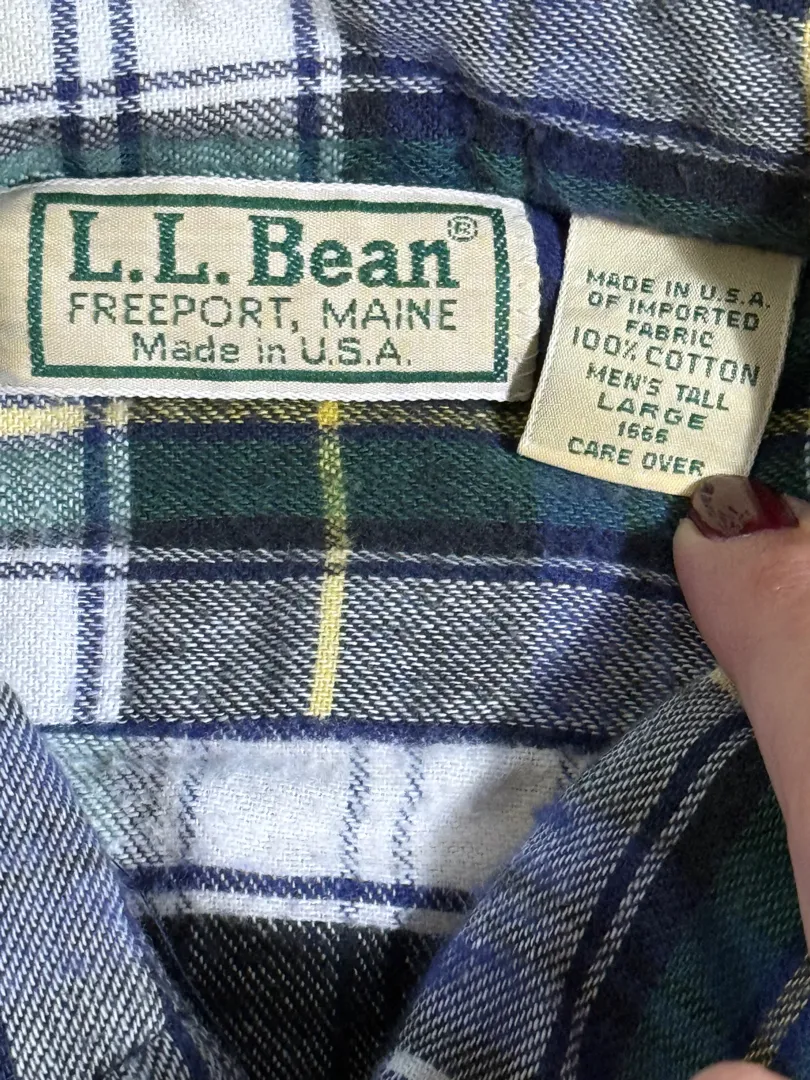 L.L.Bean®
FREEPORT, MAINE
Made in U.S.A.
MADE IN U.S.A.
OF IMPORTED
FABRIC
100% COTTON
MEN'S TALL
LARGE
1666
CARE OVER